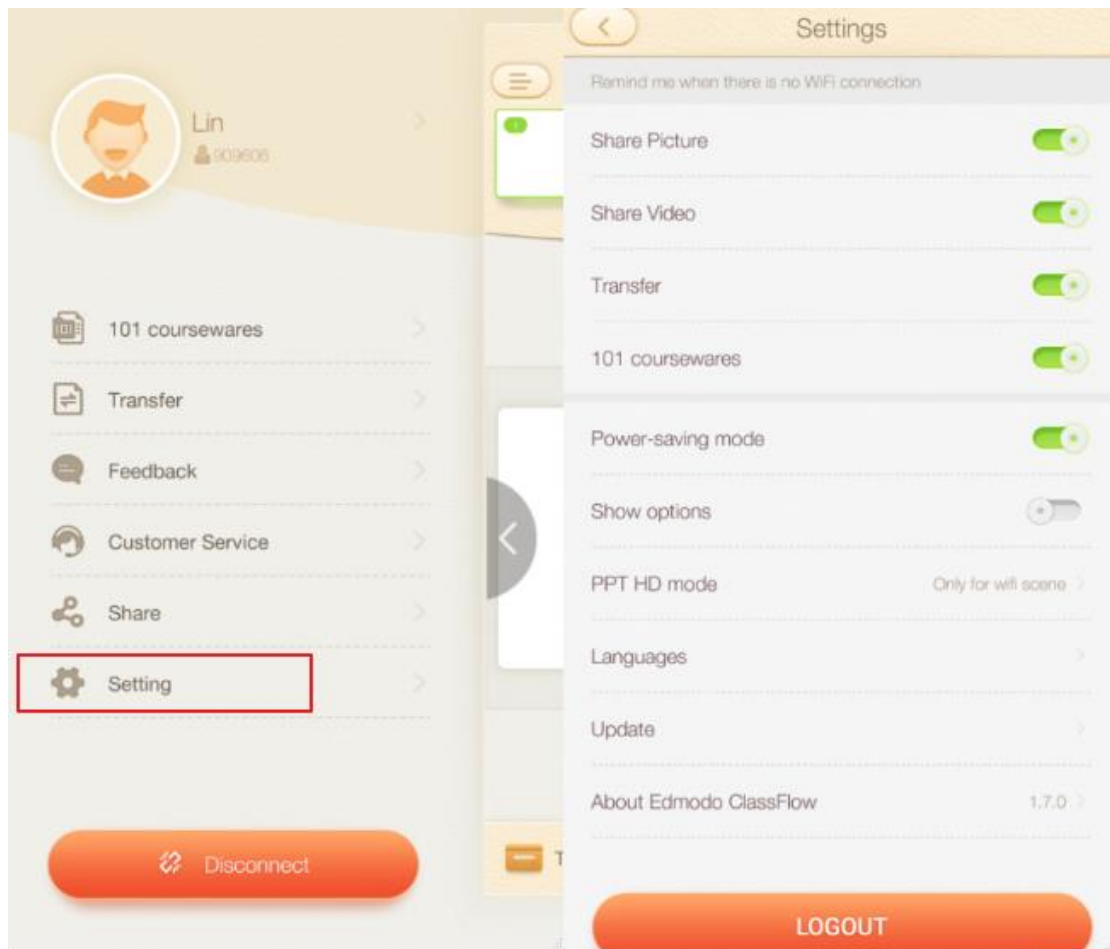 Lin
909606
101 coursewares
Transfer
Feedback
Customer Service
Share
Setting
Disconnect
T
Settings
Remind me when there is no WiFi connection
Share Picture
Share Video
Transfer
101 coursewares
Power-saving mode
Show options
PPT HD mode Only for wifi scene
Languages
Update
About Edmodo ClassFlow 1.7.0
LOGOUT